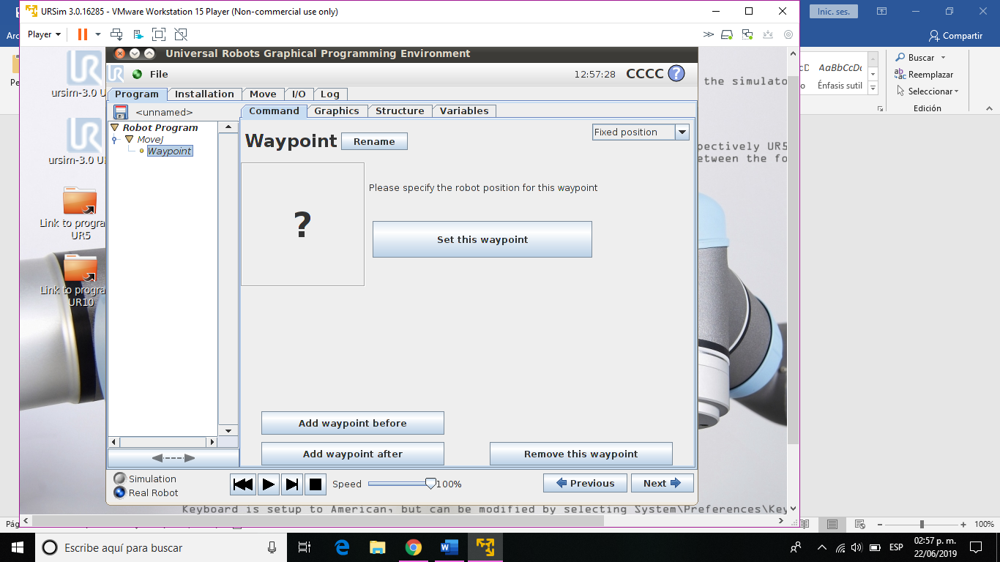 URSim 3.0.16285 - VMware Workstation 15 Player (Non-commercial use only)
Inic. ses.
Player
Compartir
Universal Robots Graphical Programming Environment
UR
File
12:57:28
CCCC
?
ursim-3.0 U
Program
Installation
Move
I/O
Log
<unnamed>
Command
Graphics
Structure
Variables
the simulato
AaBbCcDc
Énfasis sutil
Buscar
Reemplazar
Seleccionar
Edición
Robot Program
MoveJ
Waypoint
Waypoint
Rename
Fixed position
UR
ursim-3.0 U
pectively UR5
etween the fo
?
Please specify the robot position for this waypoint
Set this waypoint
Link to progra
UR5
Link to progra
UR10
Add waypoint before
Add waypoint after
Remove this waypoint
Simulation
Real Robot
Speed
100%
Previous
Next
Keyboard is setup to American, but can be modified by selecting System\Preferences\Key
Pág
100%
Escribe aquí para buscar
ESP
02:57 p. m.
22/06/2019